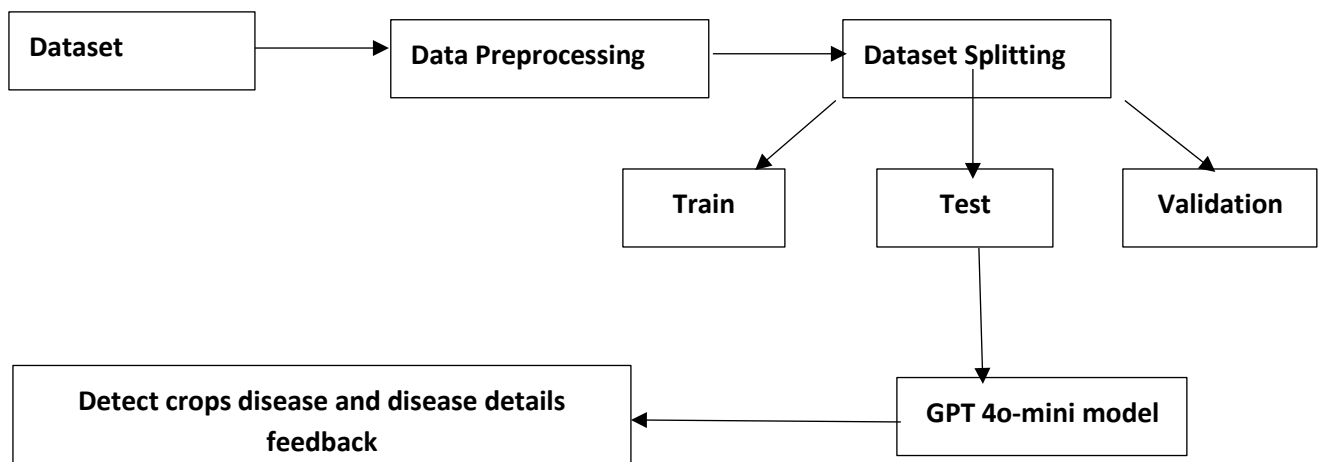 Dataset
Data Preprocessing
Dataset Splitting
Train
Test
Validation
Detect crops disease and disease details
feedback
GPT 4o-mini model